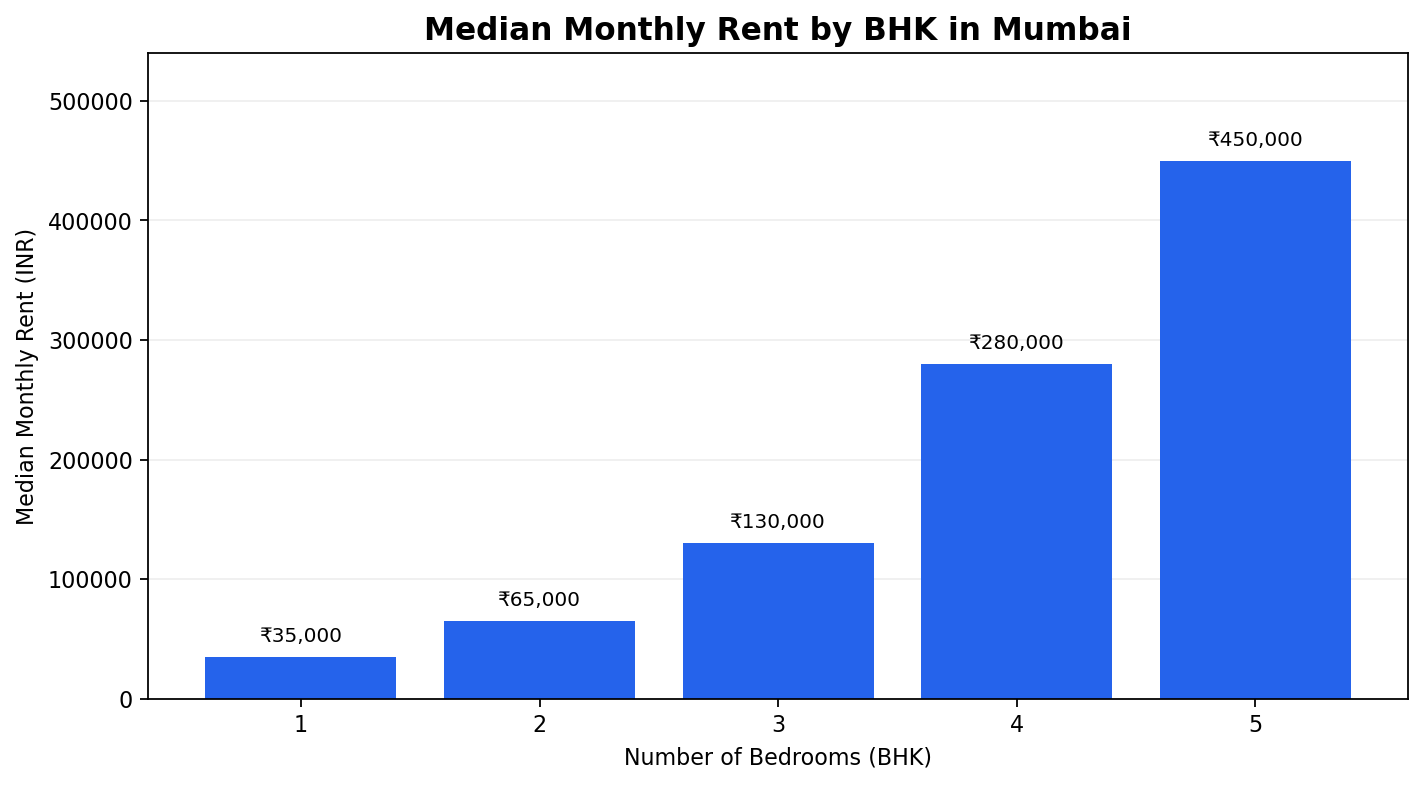 Median Monthly Rent by BHK in Mumbai
Median Monthly Rent (INR)
500000
400000
300000
200000
100000
0
₹35,000
₹65,000
₹130,000
₹280,000
₹450,000
1 2 3 4 5
Number of Bedrooms (BHK)